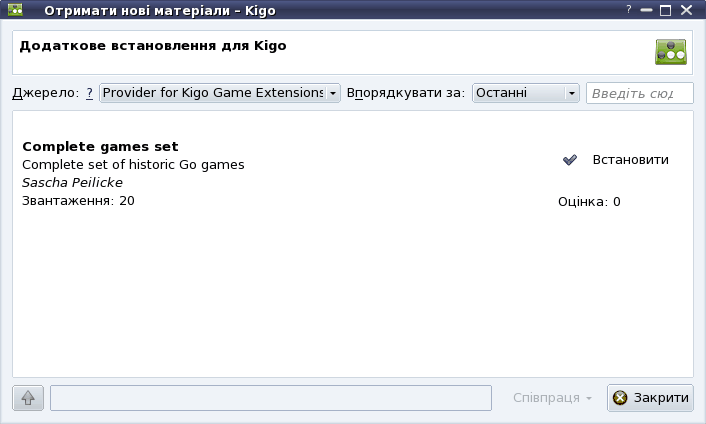 Отримати нові матеріали – Kigo
?
Додаткове встановлення для Kigo
Джерело: ? Provider for Kigo Game Extensions Впорядкувати за: Останні Введіть сюд
Complete games set
Complete set of historic Go games
Встановити
Sascha Peilicke
Звантаження: 20
Оцінка: 0
Співпраця
Закрити